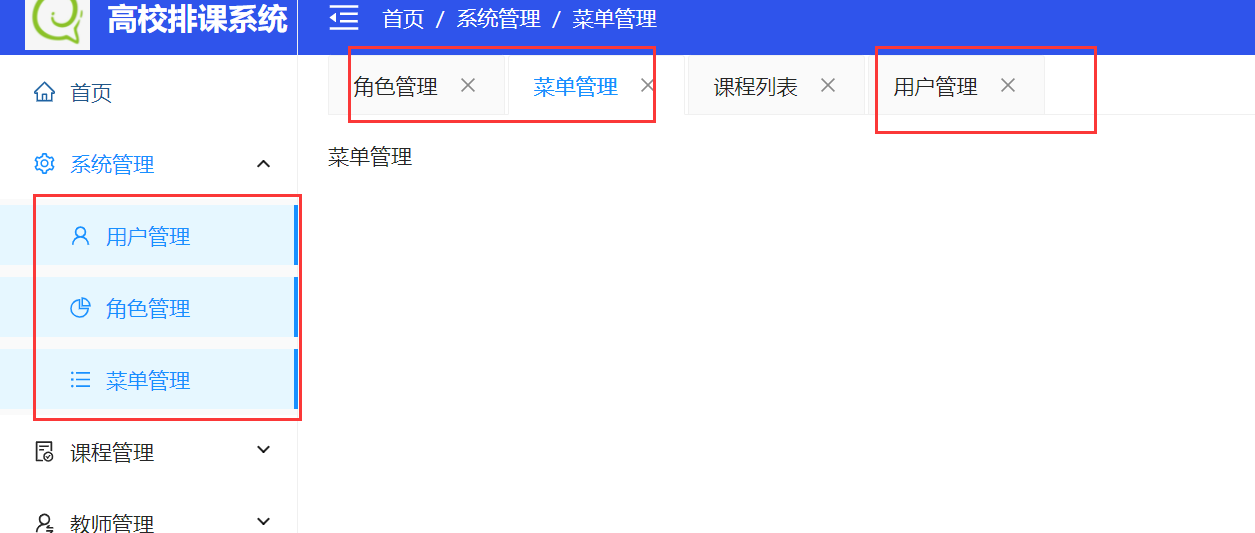 高校排课系统
首页 / 系统管理 / 菜单管理
角色管理 菜单管理 课程列表 用户管理
菜单管理
首页
系统管理
用户管理
角色管理
菜单管理
课程管理
教师管理